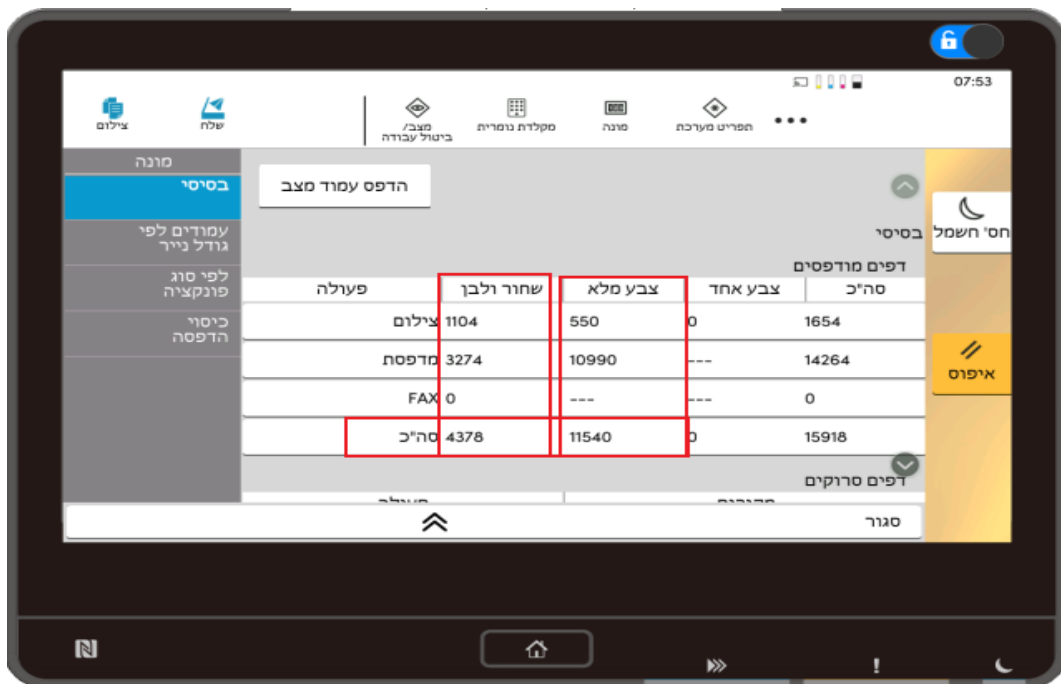 07:53
צילום
שלח
מצב/
ביטול עבודה
מקלדת נומרית
מונה
תפריט מערכת
מונה
בסיסי
עמודים לפי
גודל נייר
לפי סוג
פונקציה
כיסוי
הדפסה
הדפס עמוד מצב
בסיסי
דפים מודפסים
פעולה שחור ולבן צבע מלא צבע אחד סה"כ
צילום 1104 550 0 1654
מדפסת 3274 10990 --- 14264
FAX 0 --- --- 0
סה"כ 4378 11540 0 15918
דפים סרוקים
פעולה
סגור
חס' חשמל
איפוס